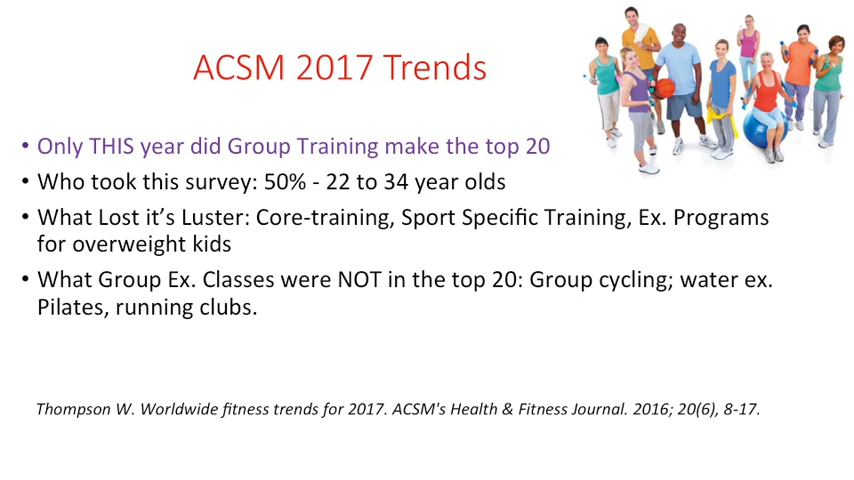 ACSM 2017 Trends
• Only THIS year did Group Training make the top 20
• Who took this survey: 50% - 22 to 34 year olds
• What Lost it's Luster: Core-training, Sport Specific Training, Ex. Programs
for overweight kids
• What Group Ex. Classes were NOT in the top 20: Group cycling; water ex.
Pilates, running clubs.
Thompson W. Worldwide fitness trends for 2017. ACSM's Health & Fitness Journal. 2016; 20(6), 8-17.